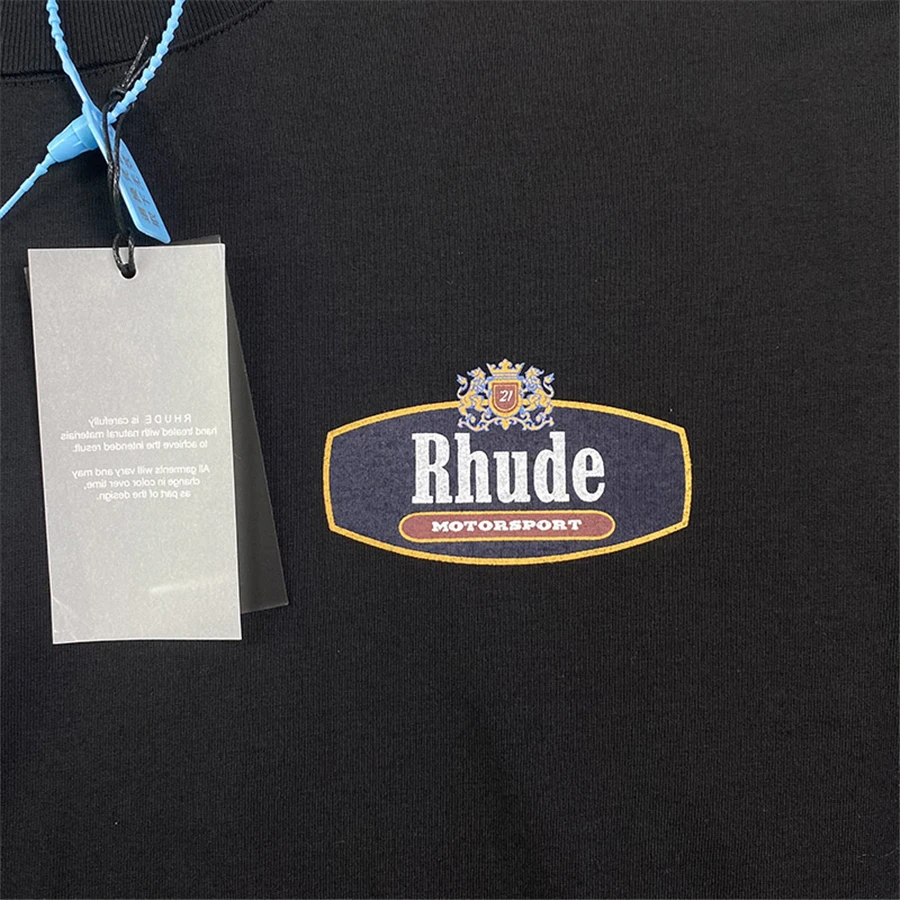 RHUDE is carefully
hand treated with natural materials
to achieve the intended result.
All garments will vary and may
change in color over time,
as part of the design.
21
Rhude
MOTORSPORT